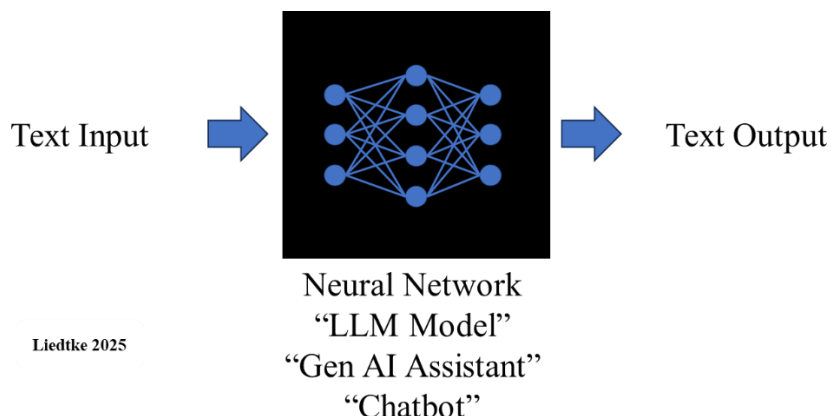 Text Input
Text Output
Neural Network
“LLM Model”
“Gen AI Assistant”
“Chatbot”
Liedtke 2025